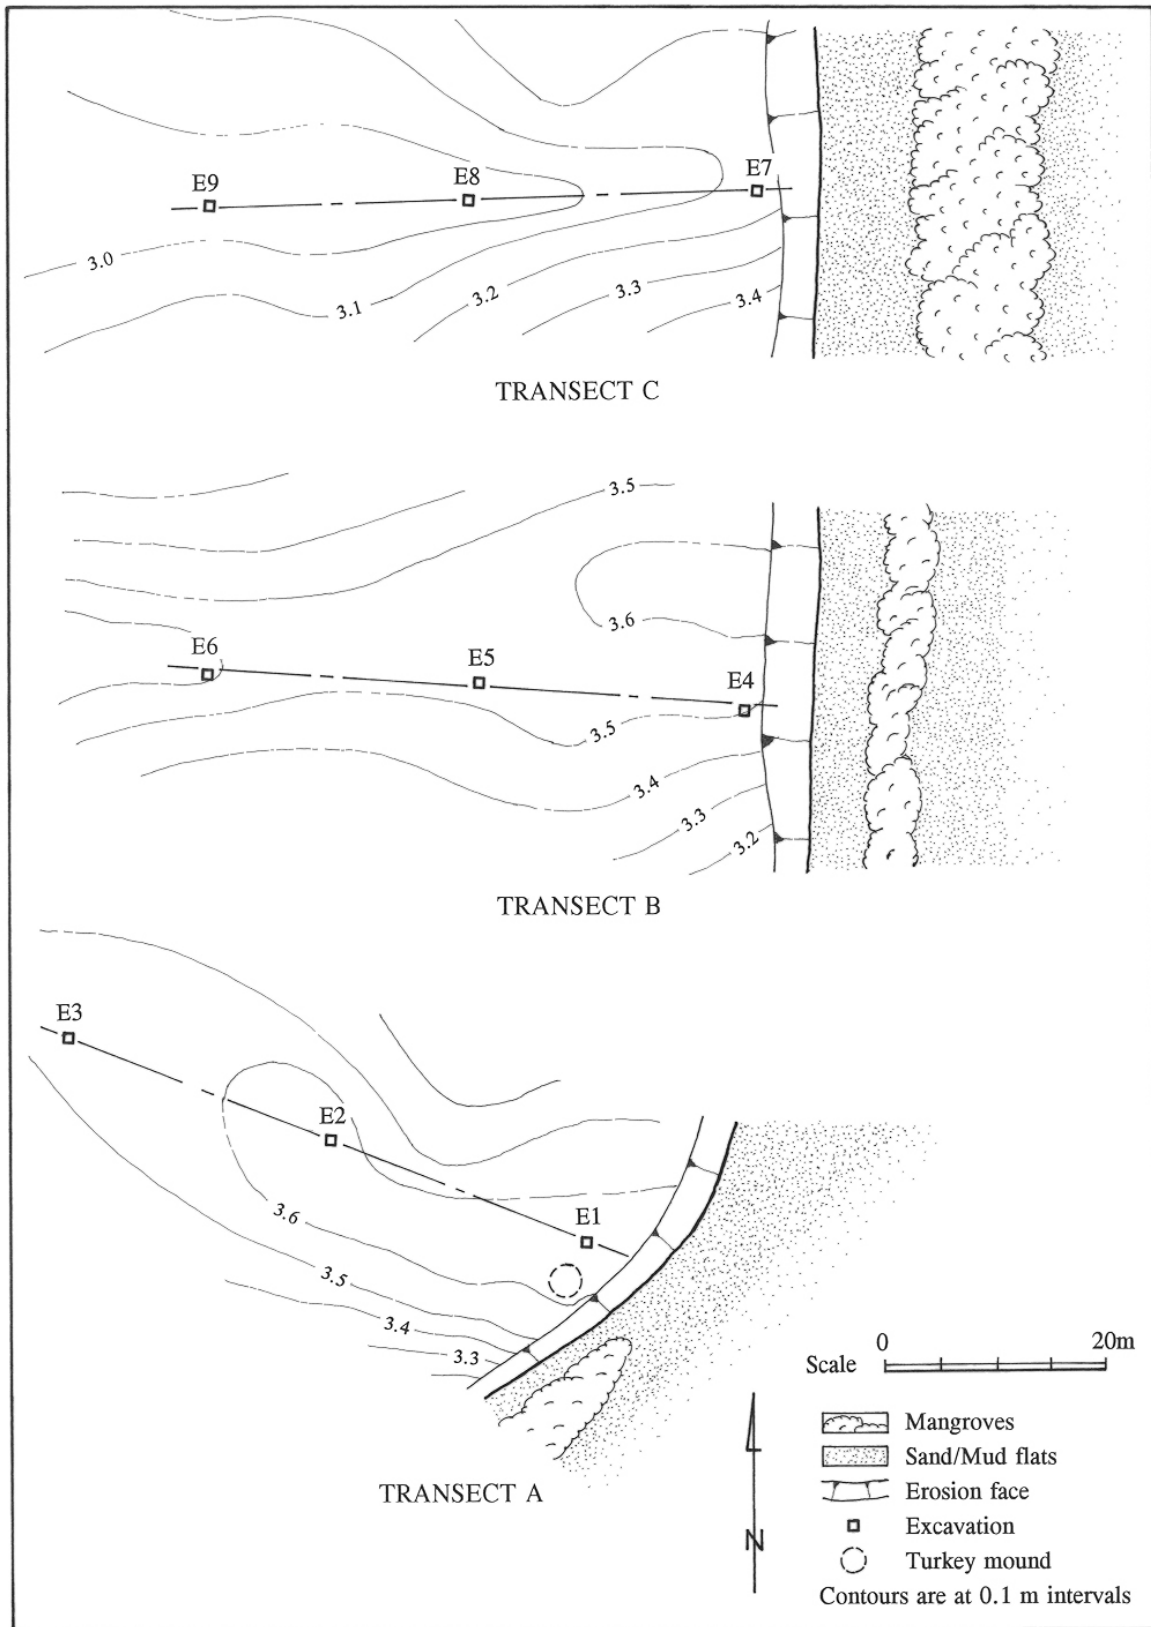 E7
E8
E9
3.0
3.1
3.2
3.3
3.4
TRANSECT C
3.5
3.6
E6
E5
E4
3.5
3.4
3.3
3.2
TRANSECT B
E3
E2
E1
3.6
3.5
3.4
3.3
0 20m
Scale
Mangroves
Sand/Mud flats
Erosion face
Excavation
Turkey mound
Contours are at 0.1 m intervals
N
TRANSECT A